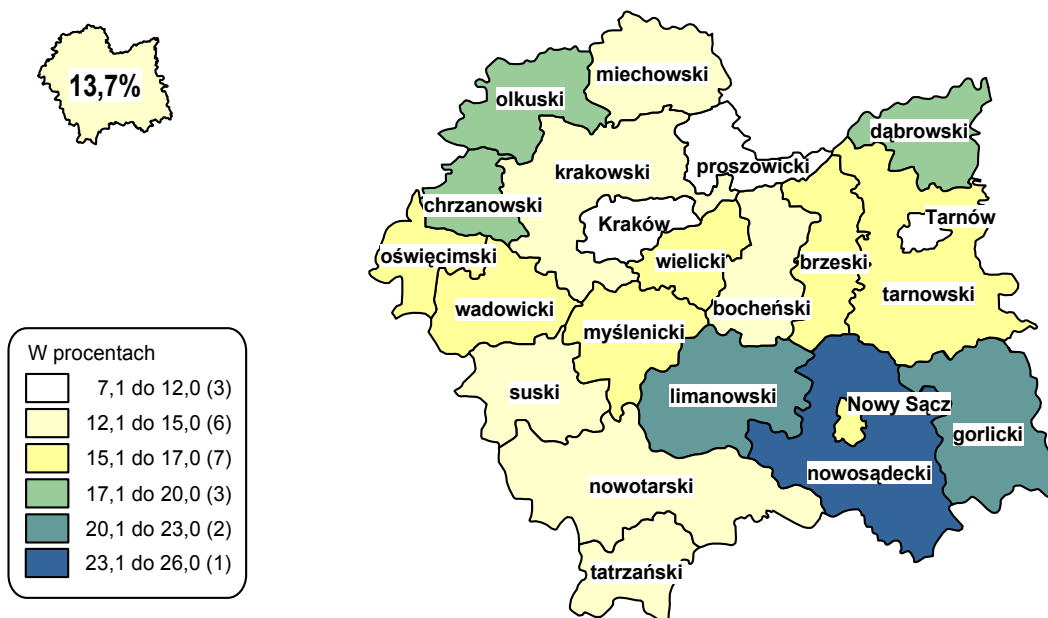 13,7%
miechowski
olkuski
dąbrowski
proszowicki
krakowski
chrzanowski
Kraków
Tarnów
oświęcimski
wielicki
brzeski
tarnowski
wadowicki
bocheński
myślenicki
suski
limanowski
Nowy Sącz
gorlicki
nowosądecki
nowotarski
tatrzański
W procentach
7,1 do 12,0 (3)
12,1 do 15,0 (6)
15,1 do 17,0 (7)
17,1 do 20,0 (3)
20,1 do 23,0 (2)
23,1 do 26,0 (1)